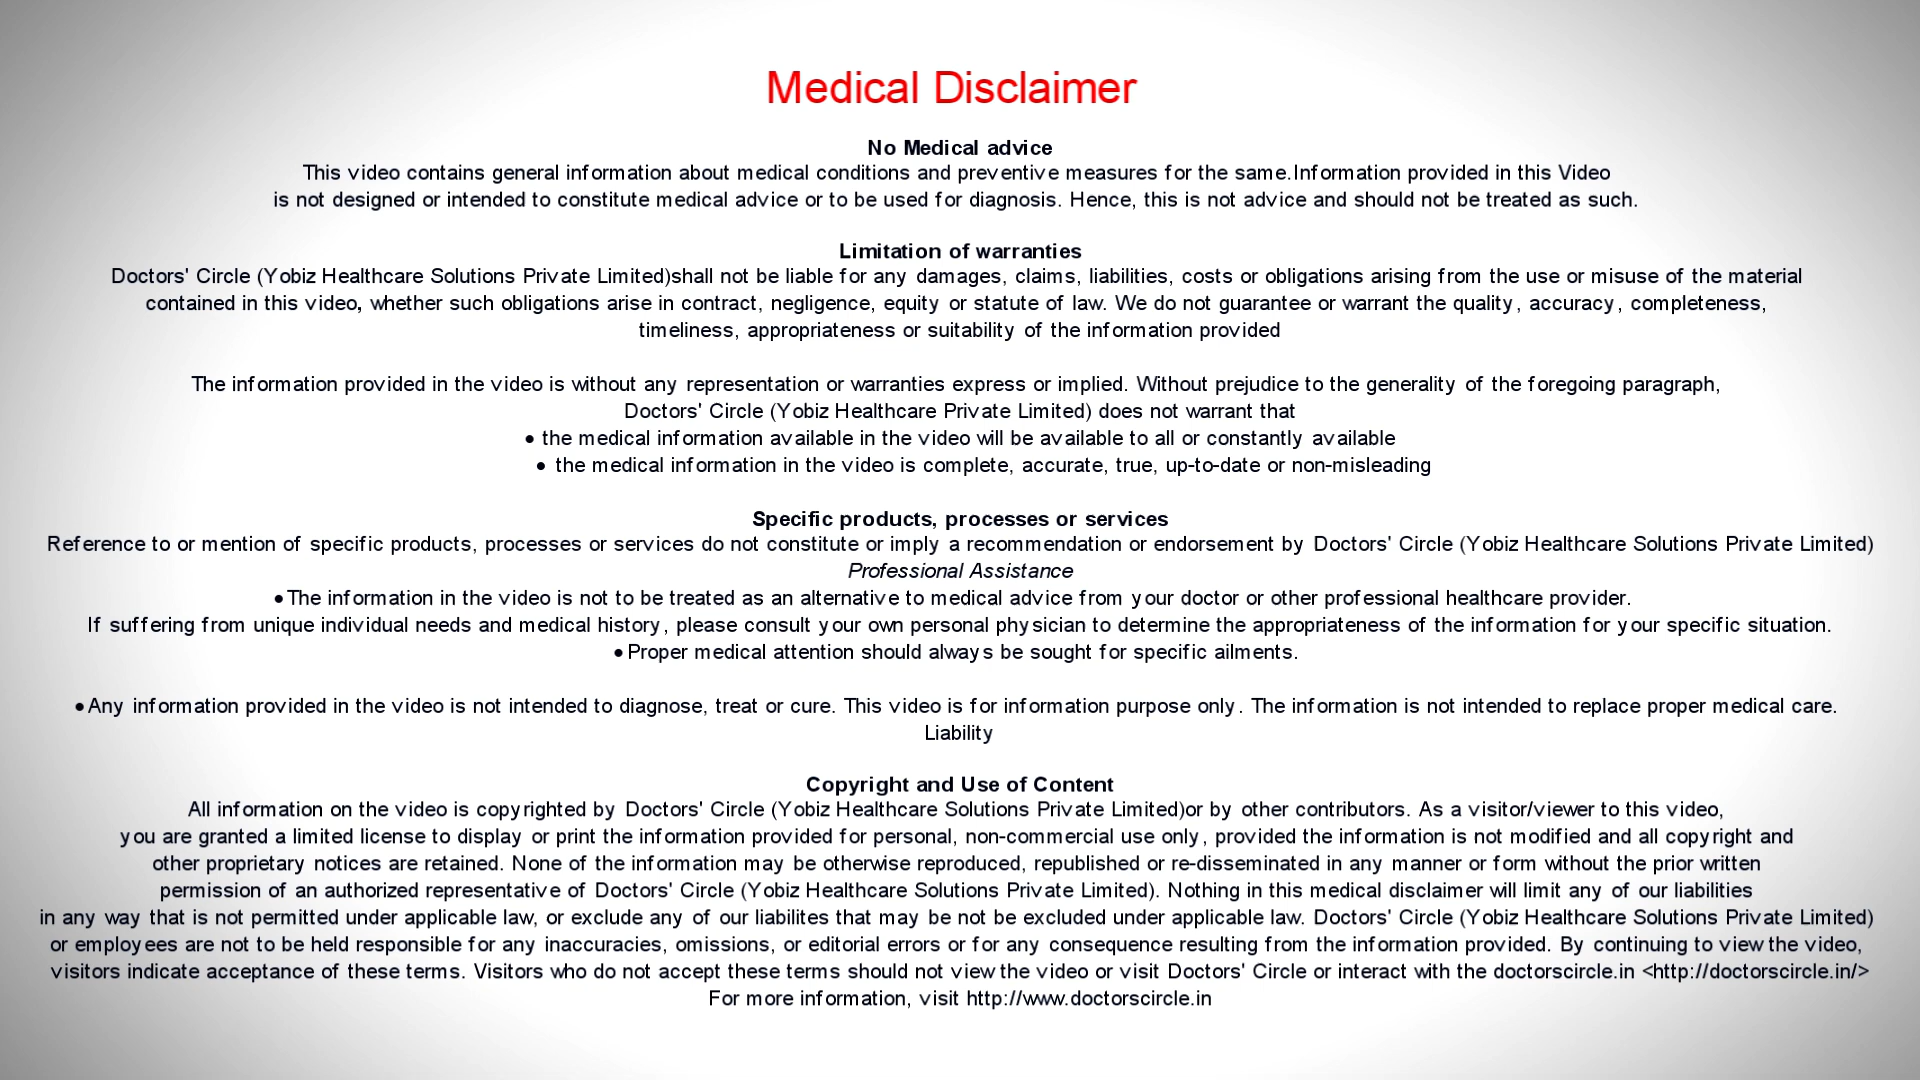 Medical Disclaimer
No Medical advice
This video contains general information about medical conditions and preventive measures for the same.Information provided in this Video
is not designed or intended to constitute medical advice or to be used for diagnosis. Hence, this is not advice and should not be treated as such.
Limitation of warranties
Doctors' Circle (Yobiz Healthcare Solutions Private Limited)shall not be liable for any damages, claims, liabilities, costs or obligations arising from the use or misuse of the material
contained in this video, whether such obligations arise in contract, negligence, equity or statute of law. We do not guarantee or warrant the quality, accuracy, completeness,
timeliness, appropriateness or suitability of the information provided
The information provided in the video is without any representation or warranties express or implied. Without prejudice to the generality of the foregoing paragraph,
Doctors' Circle (Yobiz Healthcare Private Limited) does not warrant that
• the medical information available in the video will be available to all or constantly available
• the medical information in the video is complete, accurate, true, up-to-date or non-misleading
Specific products, processes or services
Reference to or mention of specific products, processes or services do not constitute or imply a recommendation or endorsement by Doctors' Circle (Yobiz Healthcare Solutions Private Limited)
Professional Assistance
•The information in the video is not to be treated as an alternative to medical advice from your doctor or other professional healthcare provider.
If suffering from unique individual needs and medical history, please consult your own personal physician to determine the appropriateness of the information for your specific situation.
•Proper medical attention should always be sought for specific ailments.
•Any information provided in the video is not intended to diagnose, treat or cure. This video is for information purpose only. The information is not intended to replace proper medical care.
Liability
Copyright and Use of Content
All information on the video is copyrighted by Doctors' Circle (Yobiz Healthcare Solutions Private Limited)or by other contributors. As a visitor/viewer to this video,
you are granted a limited license to display or print the information provided for personal, non-commercial use only, provided the information is not modified and all copyright and
other proprietary notices are retained. None of the information may be otherwise reproduced, republished or re-disseminated in any manner or form without the prior written
permission of an authorized representative of Doctors' Circle (Yobiz Healthcare Solutions Private Limited). Nothing in this medical disclaimer will limit any of our liabilities
in any way that is not permitted under applicable law, or exclude any of our liabilites that may be not be excluded under applicable law. Doctors' Circle (Yobiz Healthcare Solutions Private Limited)
or employees are not to be held responsible for any inaccuracies, omissions, or editorial errors or for any consequence resulting from the information provided. By continuing to view the video,
visitors indicate acceptance of these terms. Visitors who do not accept these terms should not view the video or visit Doctors' Circle or interact with the doctorscircle.in <http://doctorscircle.in/>
For more information, visit http://www.doctorscircle.in